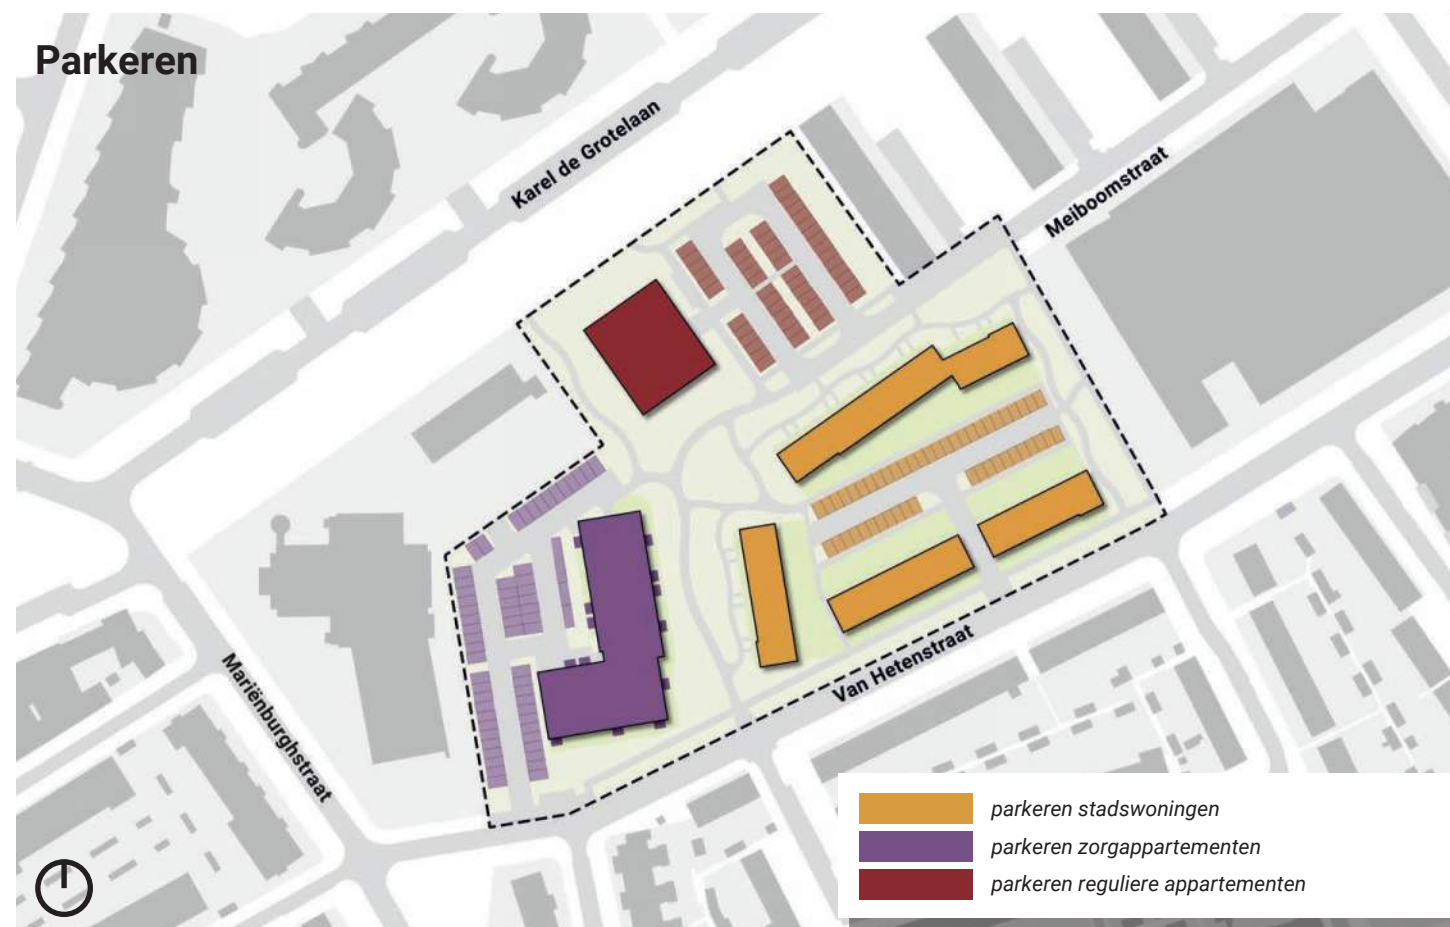 Parkeren
Karel de Grotelaan
Meiboomstraat
Van Hetenstraat
Mariënburghstraat
parkeren stadswoningen
parkeren zorgappartementen
parkeren reguliere appartementen